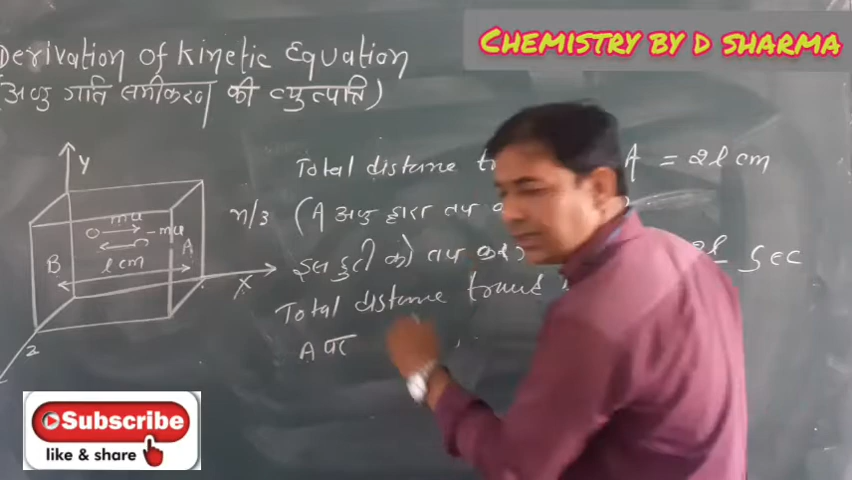 CHEMISTRY BY D SHARMA
Derivation of Kinetic Equation
(अणु गति समीकरण की व्युत्पत्ति)
Y
mu
-mu
B
A
l cm
X
Z
n/3
Total distance A = 2l cm
(A अणु द्वारा तय
इस दुरी को तय sec
Total distance
A पर
Subscribe
like & share